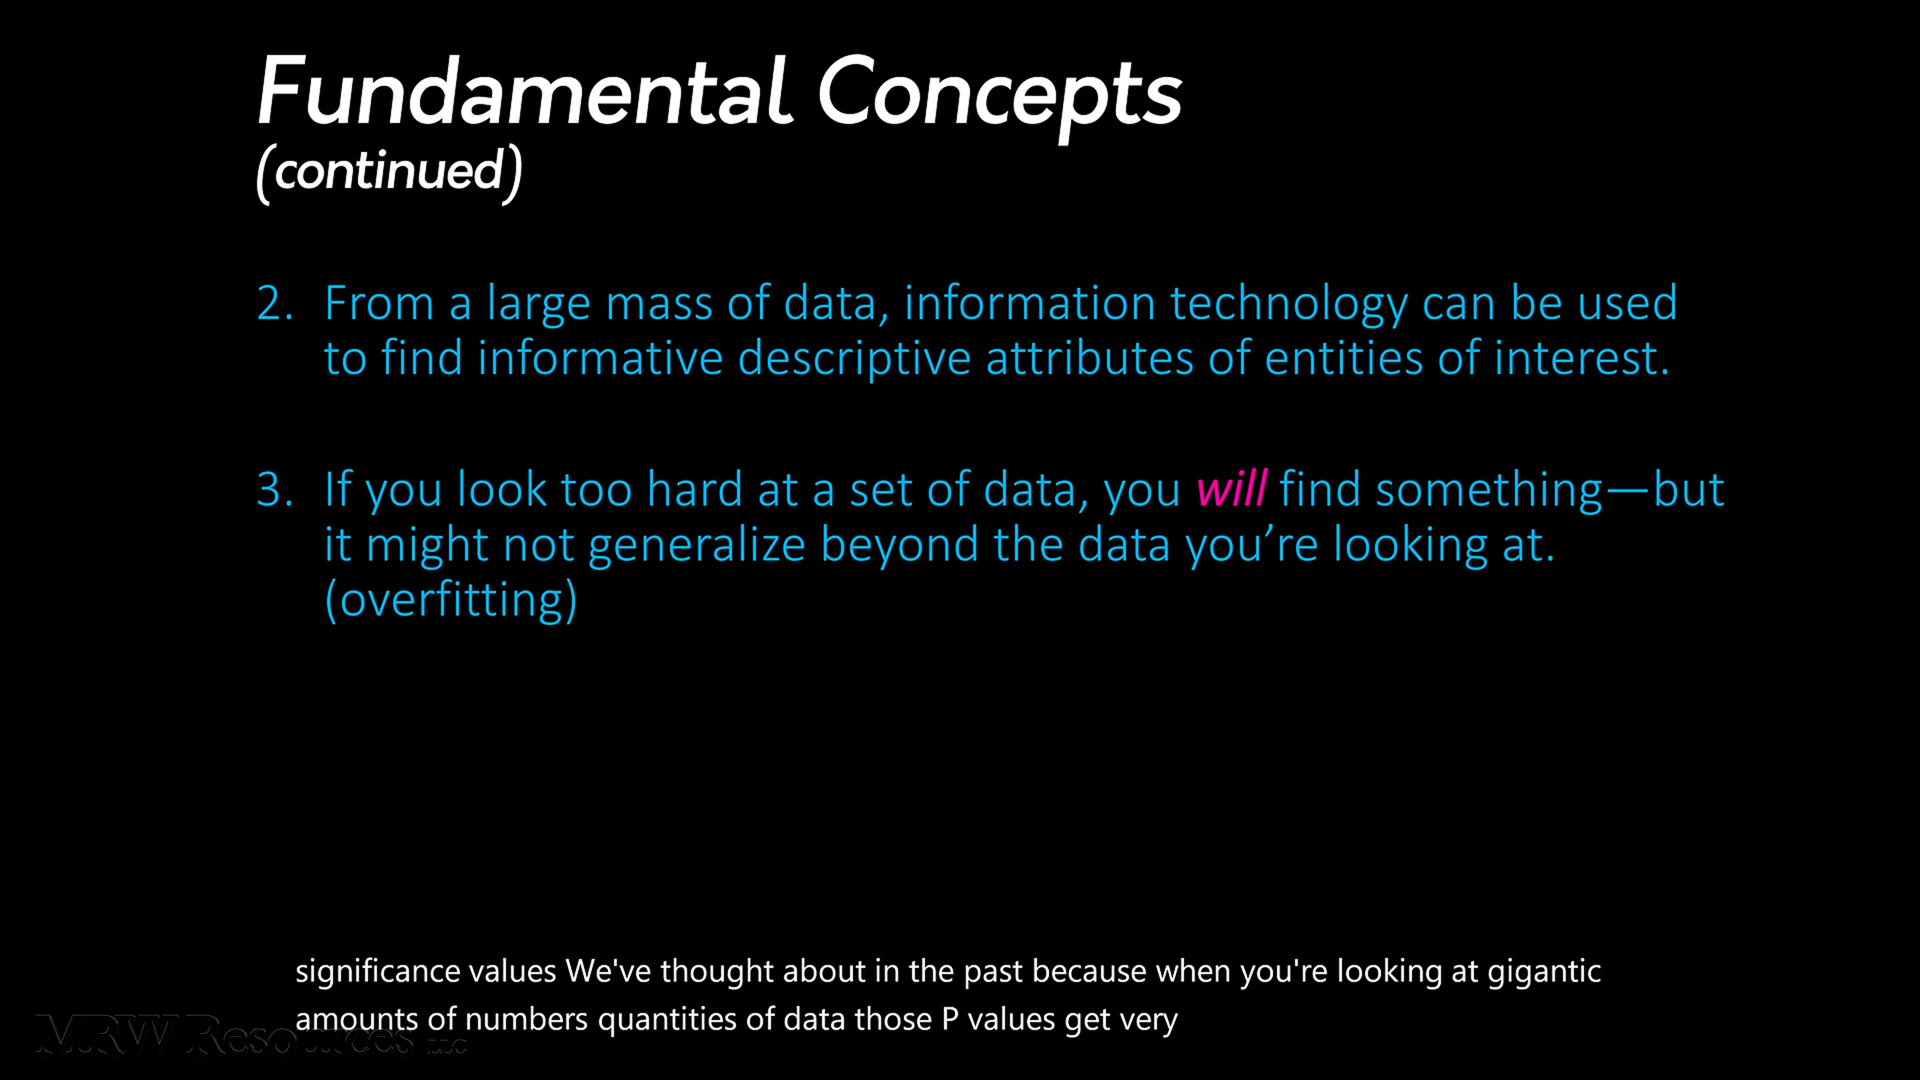 Fundamental Concepts
(continued)
2. From a large mass of data, information technology can be used
to find informative descriptive attributes of entities of interest.
3. If you look too hard at a set of data, you will find something—but
it might not generalize beyond the data you’re looking at.
(overfitting)
significance values We've thought about in the past because when you're looking at gigantic
amounts of numbers quantities of data those P values get very
MRW Resources LLC